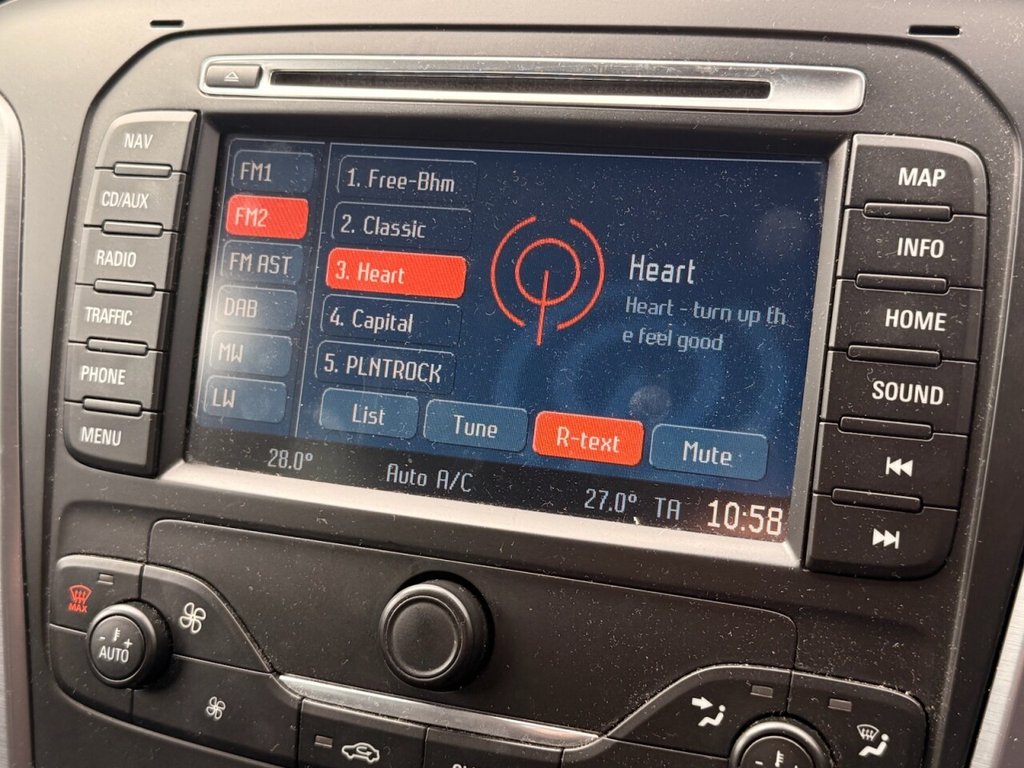 NAV
CD/AUX
RADIO
TRAFFIC
PHONE
MENU
FM1
FM2
FM AST
DAB
MW
LW
1. Free-Bhm
2. Classic
3. Heart
4. Capital
5. PLNTROCK
Heart
Heart - turn up th
e feel good
List
Tune
R-text
Mute
28.0°
Auto A/C
27.0°
TA
10:58
MAP
INFO
HOME
SOUND
MAX
- +
AUTO